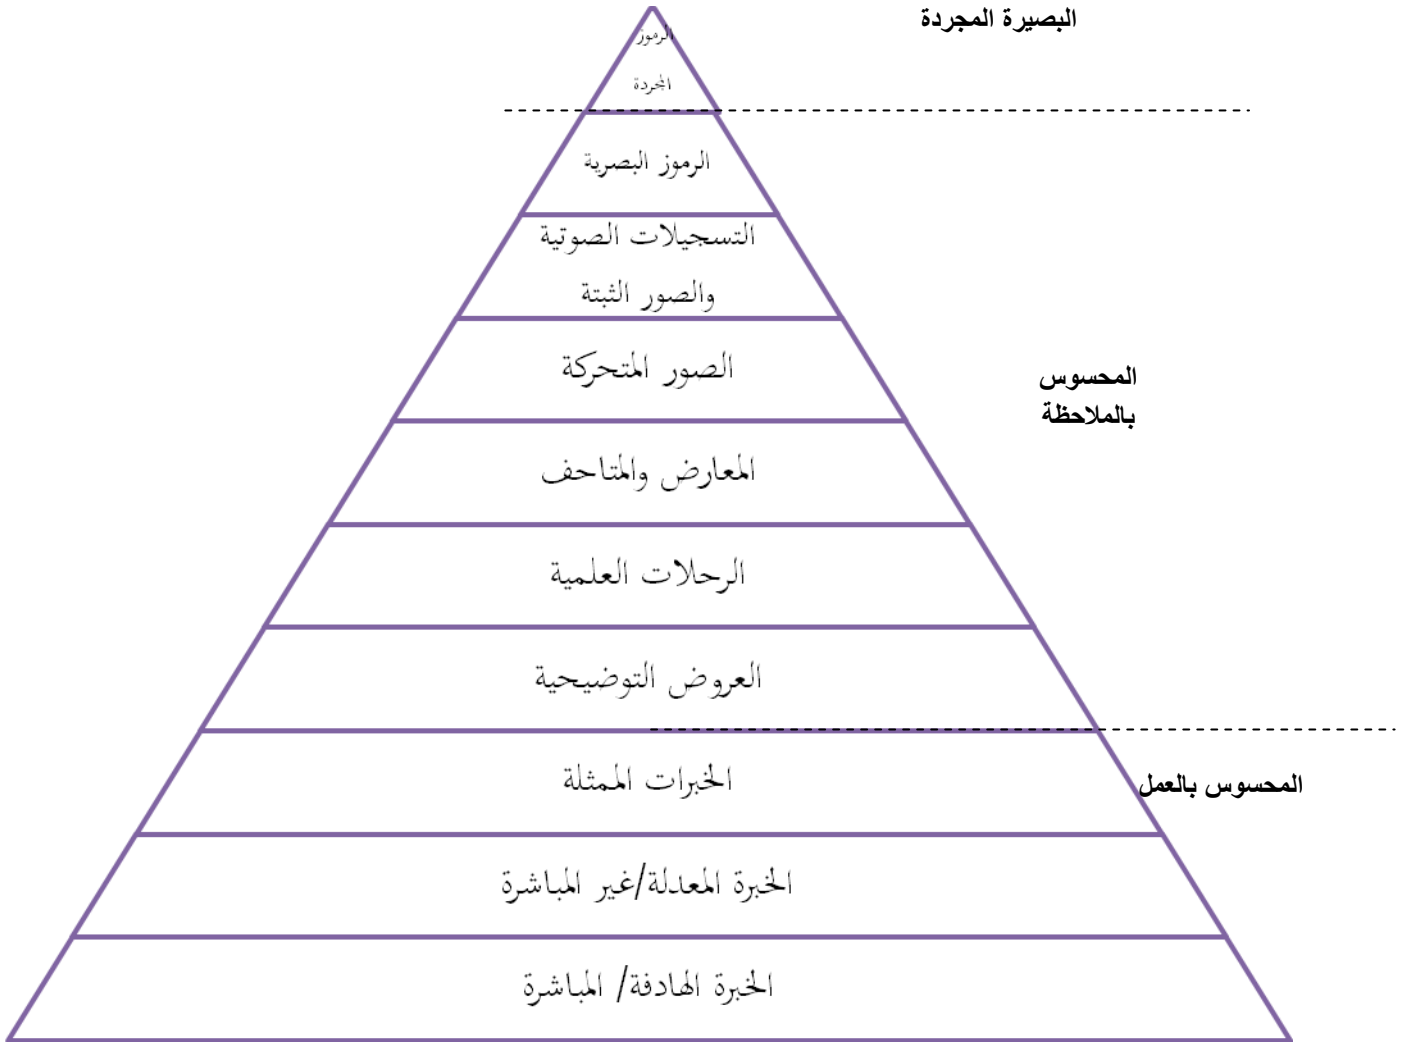 البصيرة المجردة
الرموز
المجردة
الرموز البصرية
التسجيلات الصوتية
والصور الثبتة
الصور المتحركة
المحسوس
بالملاحظة
المعارض والمتاحف
الرحلات العلمية
العروض التوضيحية
الخبرات الممثلة
المحسوس بالعمل
الخبرة المعدلة/غير المباشرة
الخبرة الهادفة/ المباشرة